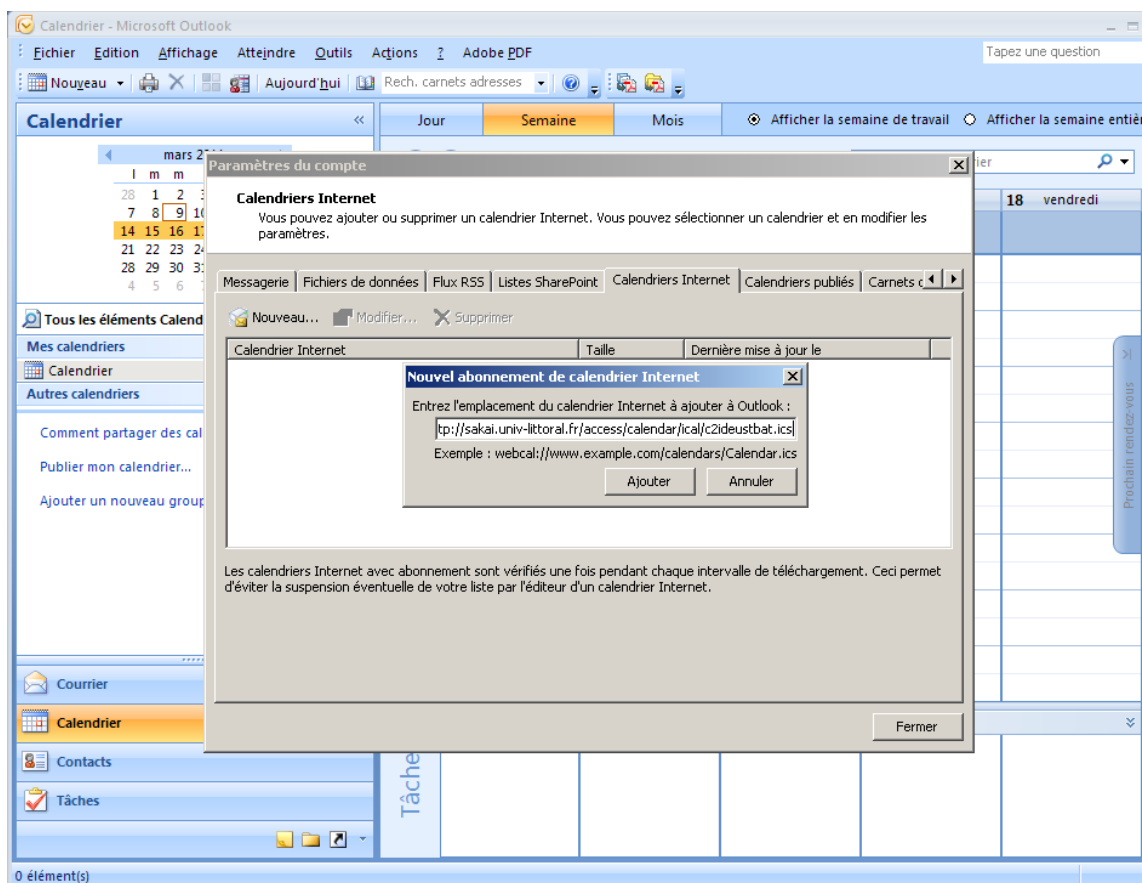 Calendrier - Microsoft Outlook
Fichier Edition Affichage Atteindre Outils Actions ? Adobe PDF
Tapez une question
Nouveau Aujourd'hui Rech. carnets adresses
Calendrier «
Jour Semaine Mois Afficher la semaine de travail Afficher la semaine entiè
mars
l m m
28 1 2
7 8 9
14 15 16
21 22 23
28 29 30
4 5 6
18 vendredi
Tous les éléments Calend
Mes calendriers
Calendrier
Autres calendriers
Comment partager des cal
Publier mon calendrier...
Ajouter un nouveau group
Paramètres du compte
Calendriers Internet
Vous pouvez ajouter ou supprimer un calendrier Internet. Vous pouvez sélectionner un calendrier et en modifier les
paramètres.
Messagerie Fichiers de données Flux RSS Listes SharePoint Calendriers Internet Calendriers publiés Carnets
Nouveau... Modifier... Supprimer
Calendrier Internet Taille Dernière mise à jour le
Nouvel abonnement de calendrier Internet
Entrez l'emplacement du calendrier Internet à ajouter à Outlook :
tp://sakai.univ-littoral.fr/access/calendar/ical/c2ideustbat.ics
Exemple : webcal://www.example.com/calendars/Calendar.ics
Ajouter Annuler
Les calendriers Internet avec abonnement sont vérifiés une fois pendant chaque intervalle de téléchargement. Ceci permet
d'éviter la suspension éventuelle de votre liste par l'éditeur d'un calendrier Internet.
Fermer
Prochain rendez-vous
Courrier
Calendrier
Contacts
Tâches
Tâche
0 élément(s)